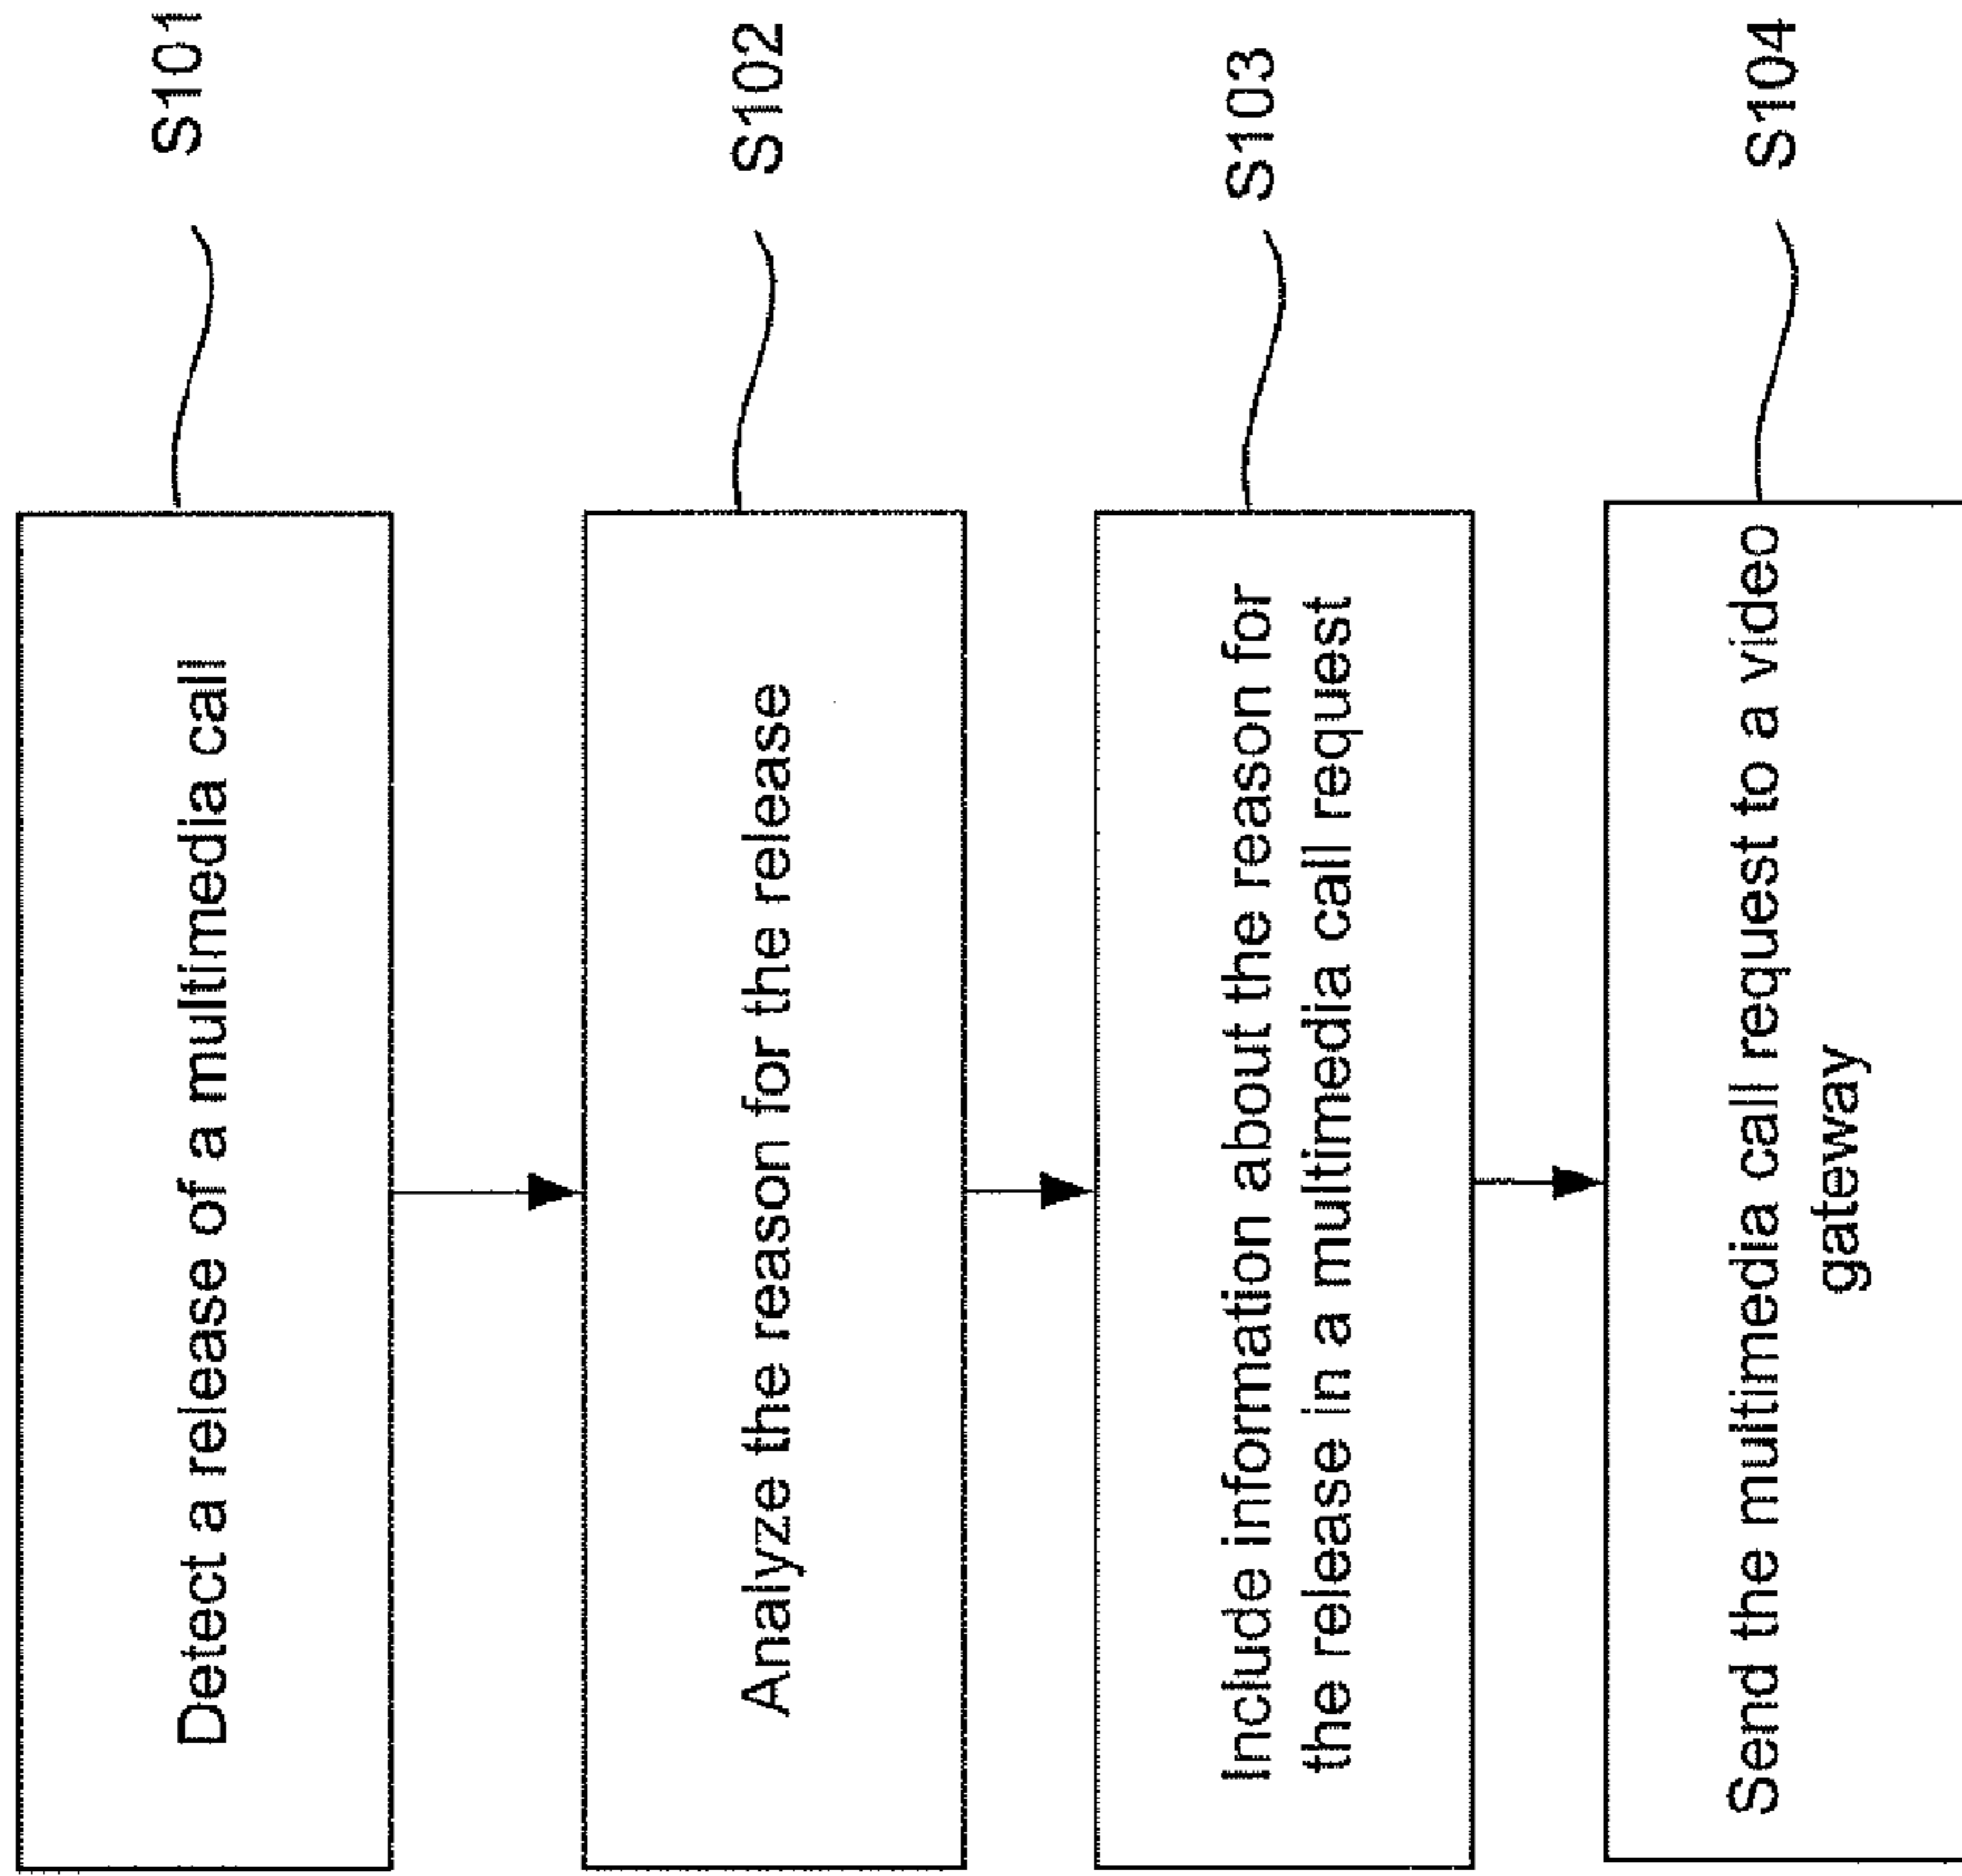 Detect a release of a multimedia call
S101
Analyze the reason for the release
S102
Include information about the reason for
the release in a multimedia call request
S103
Send the multimedia call request to a video
gateway
S104